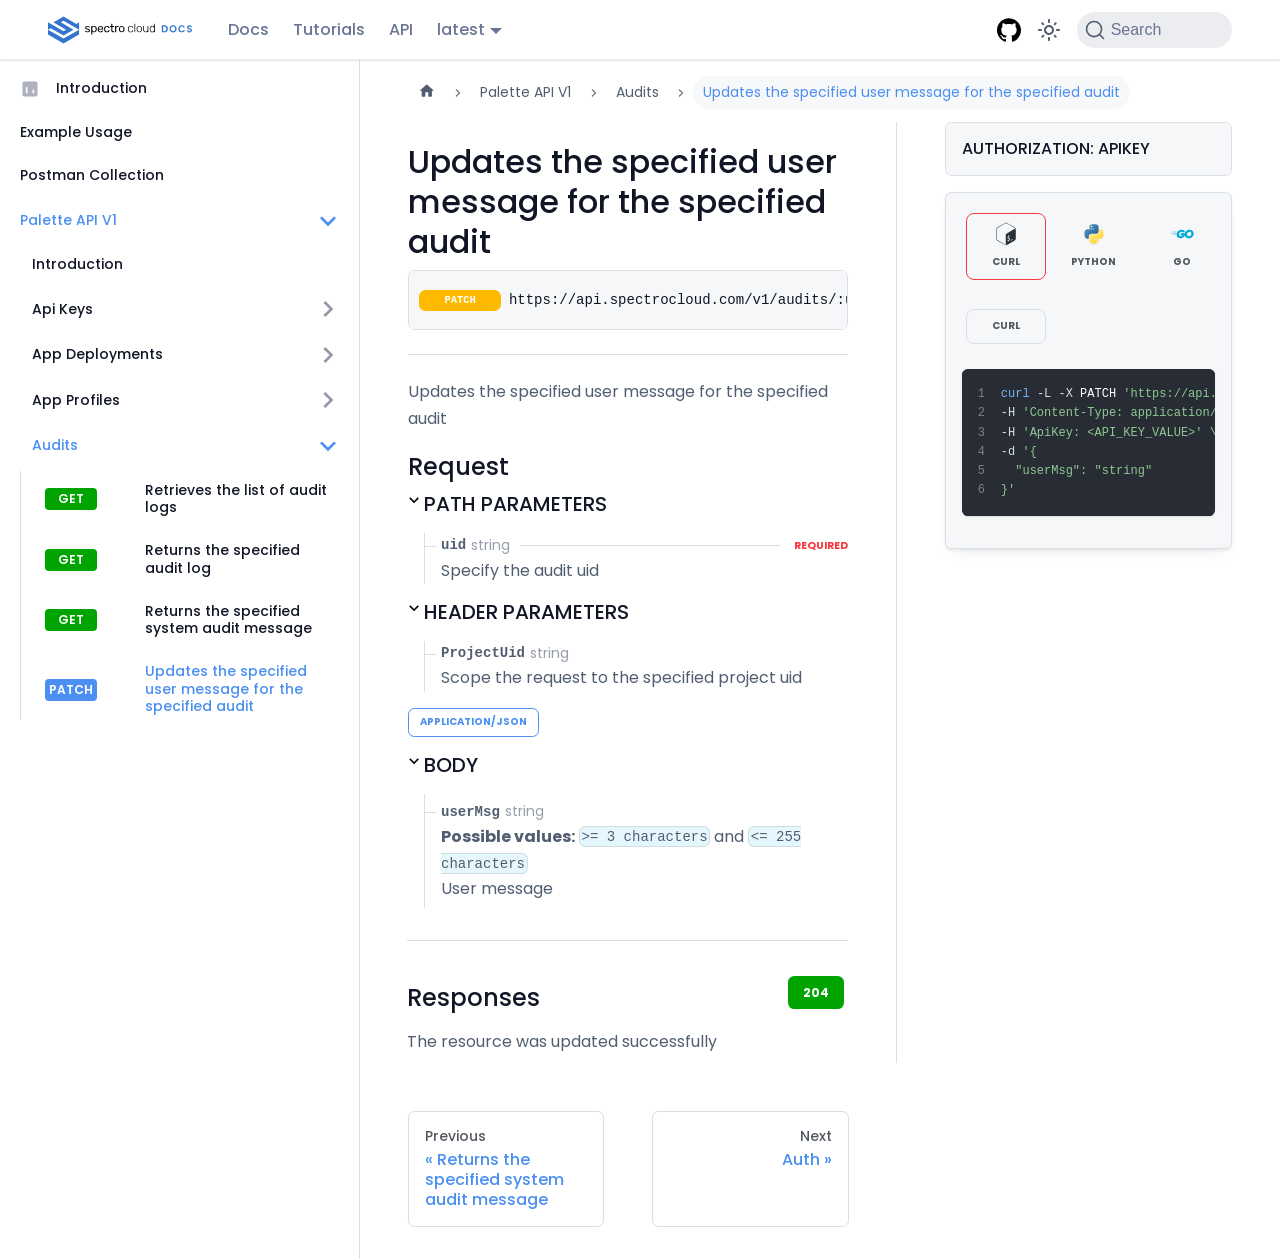 spectro cloud DOCS
Docs
Tutorials
API
latest
Search
Introduction
Example Usage
Postman Collection
Palette API V1
Introduction
Api Keys
App Deployments
App Profiles
Audits
GET
Retrieves the list of audit
logs
GET
Returns the specified
audit log
GET
Returns the specified
system audit message
PATCH
Updates the specified
user message for the
specified audit
Palette API V1
Audits
Updates the specified user message for the specified audit
Updates the specified user
message for the specified
audit
PATCH https://api.spectrocloud.com/v1/audits/:u
Updates the specified user message for the specified
audit
Request
PATH PARAMETERS
uid string REQUIRED
Specify the audit uid
HEADER PARAMETERS
ProjectUid string
Scope the request to the specified project uid
APPLICATION/JSON
BODY
userMsg string
Possible values: >= 3 characters and <= 255
characters
User message
Responses
204
The resource was updated successfully
Previous
« Returns the
specified system
audit message
Next
Auth »
AUTHORIZATION: APIKEY
CURL
PYTHON
GO
CURL
1 curl -L -X PATCH 'https://api.
2 -H 'Content-Type: application/
3 -H 'ApiKey: <API_KEY_VALUE>' \
4 -d '{
5 "userMsg": "string"
6 }'